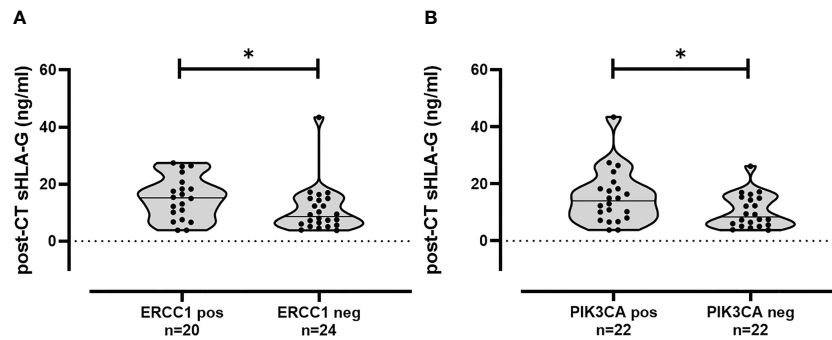 A
post-CT sHLA-G (ng/ml)
60
40
20
0
*
ERCC1 pos
n=20
ERCC1 neg
n=24
B
post-CT sHLA-G (ng/ml)
60
40
20
0
*
PIK3CA pos
n=22
PIK3CA neg
n=22